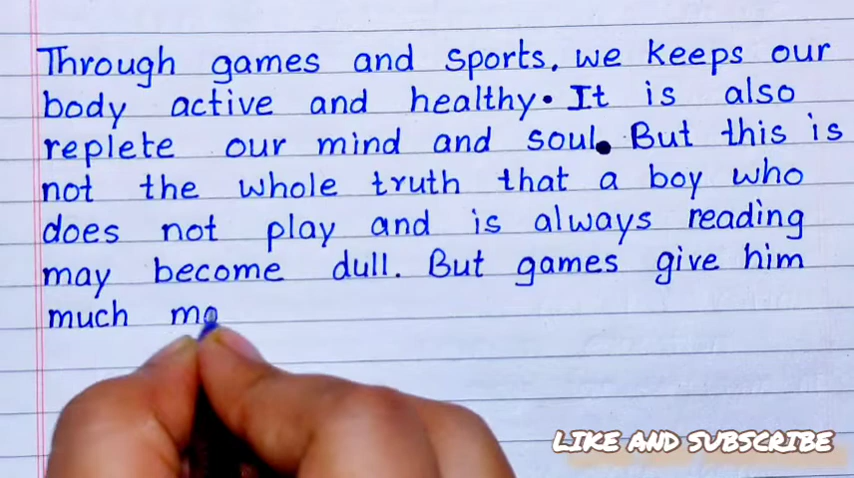 Through games and sports. we keeps our
body active and healthy. It is also
replete our mind and soul. But this is
not the whole truth that a boy who
does not play and is always reading
may become dull. But games give him
much mo
LIKE AND SUBSCRIBE